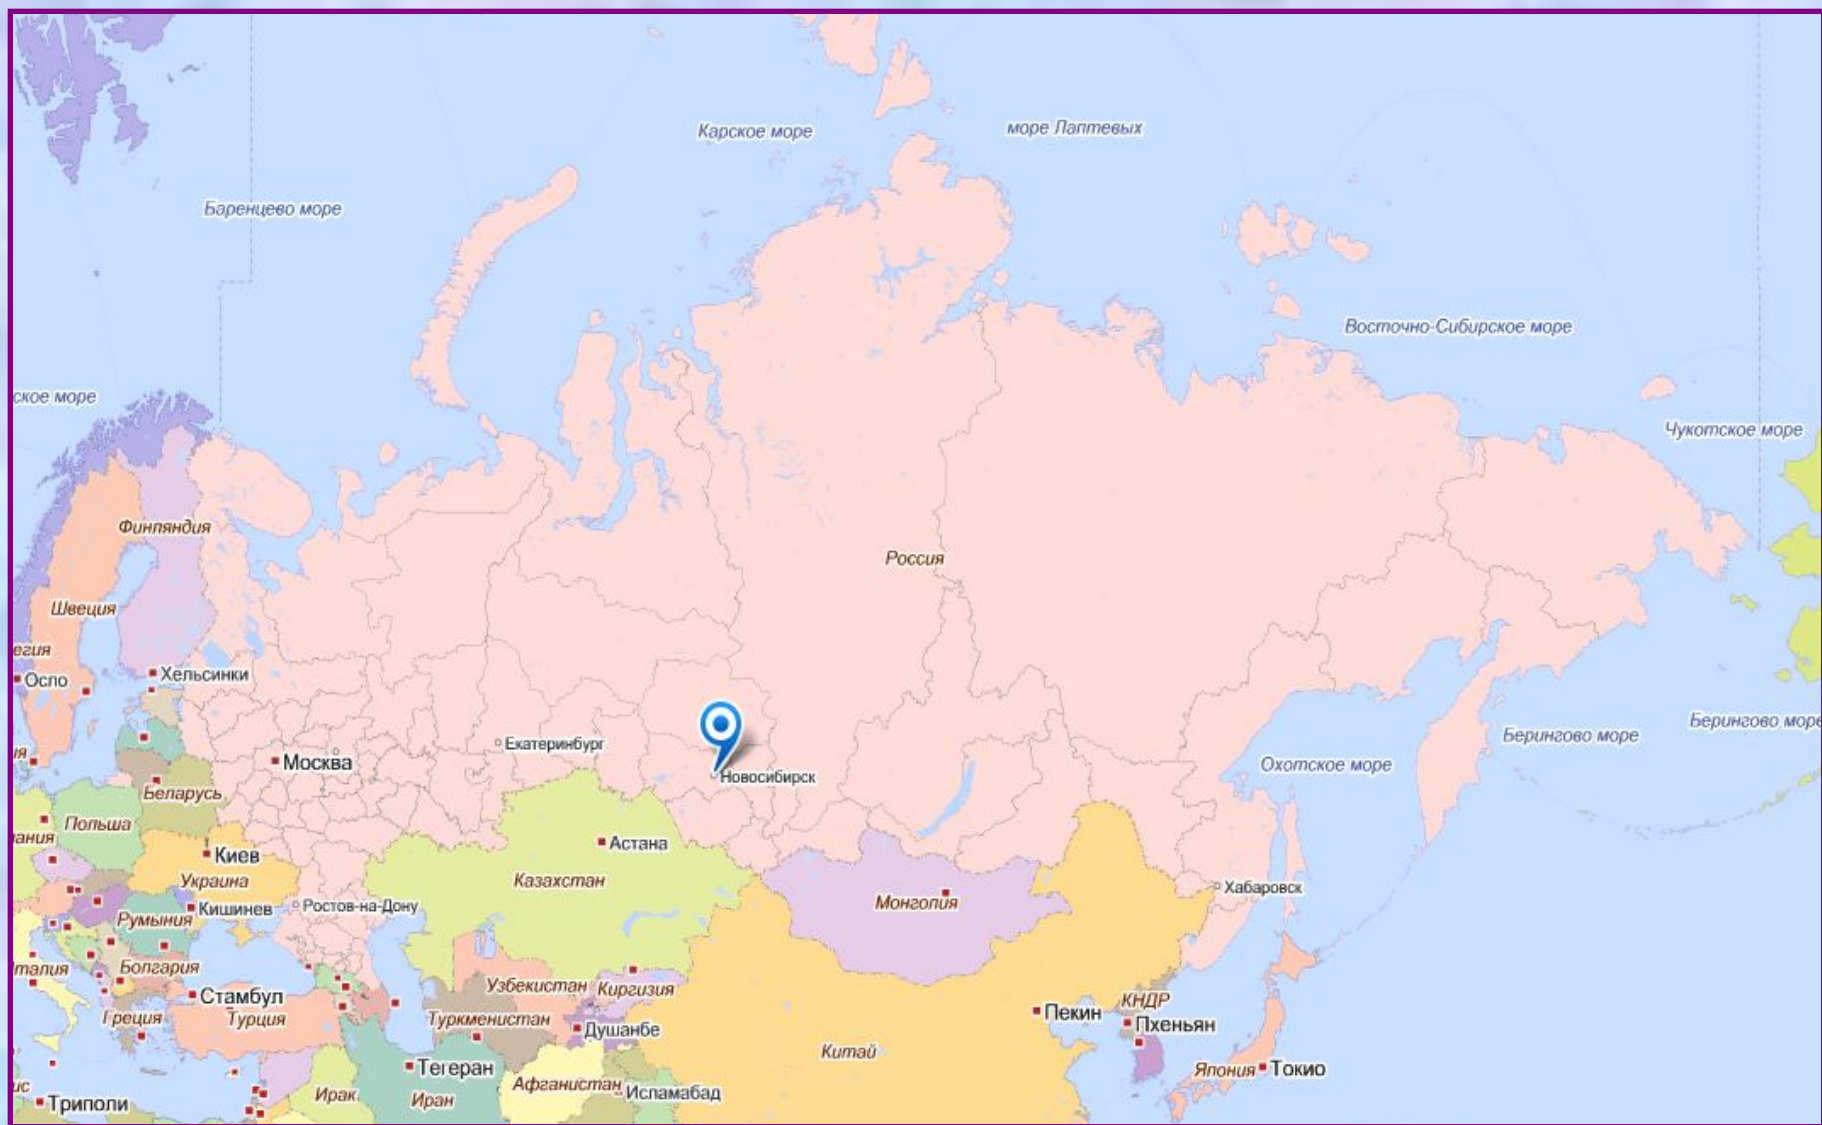 Карское море
море Лаптевых
Баренцево море
Восточно-Сибирское море
ское море
Чукотское море
Финляндия
Россия
Швеция
егия
Осло
Хельсинки
Берингово море
Берингово море
Екатеринбург
Москва
Охотское море
Новосибирск
ия
Беларусь
Польша
ания
Астана
Киев
Казахстан
Украина
Хабаровск
Монголия
Ростов-на-Дону
Кишинев
Румыния
талия
Болгария
Узбекистан
Киргизия
Стамбул
КНДР
Пекин
Греция
Турция
Туркменистан
Душанбе
Пхеньян
Китай
Тегеран
Япония
Токио
ис
Афганистан
Исламабад
Ирак
Иран
Триполи